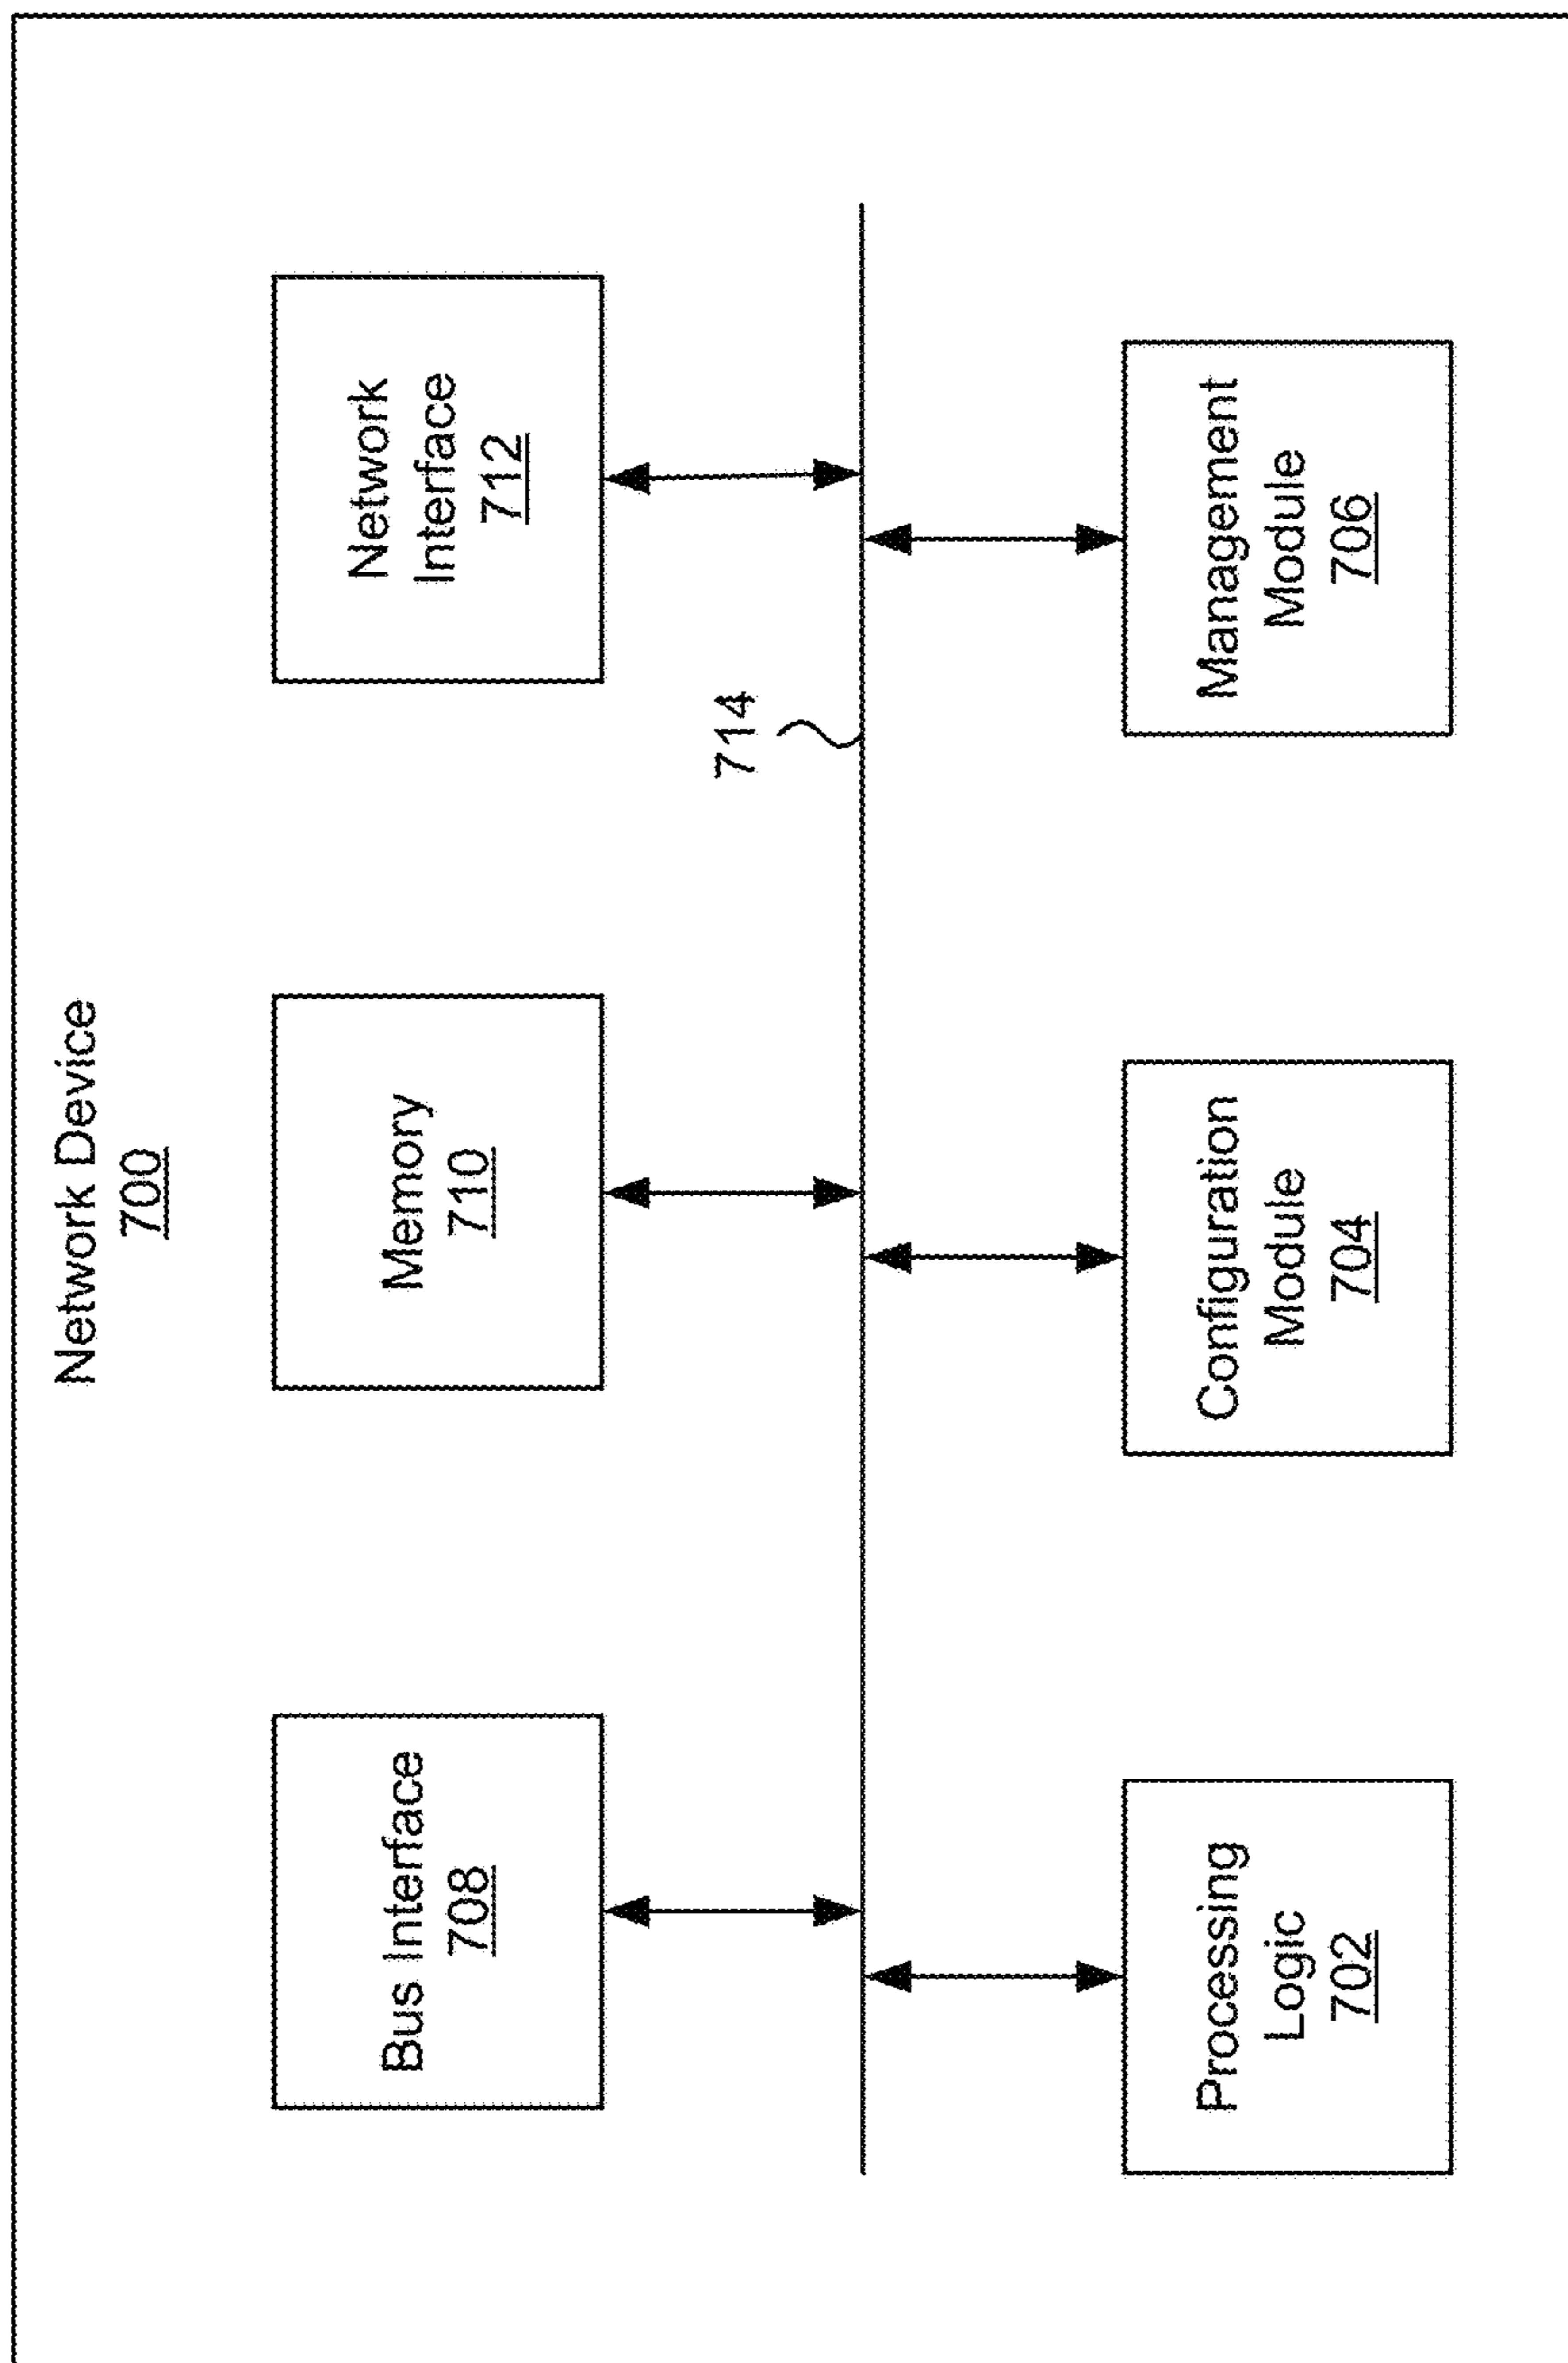 Network Device
700
Bus Interface
708
Memory
710
Network
Interface
712
714
Processing
Logic
702
Configuration
Module
704
Management
Module
706